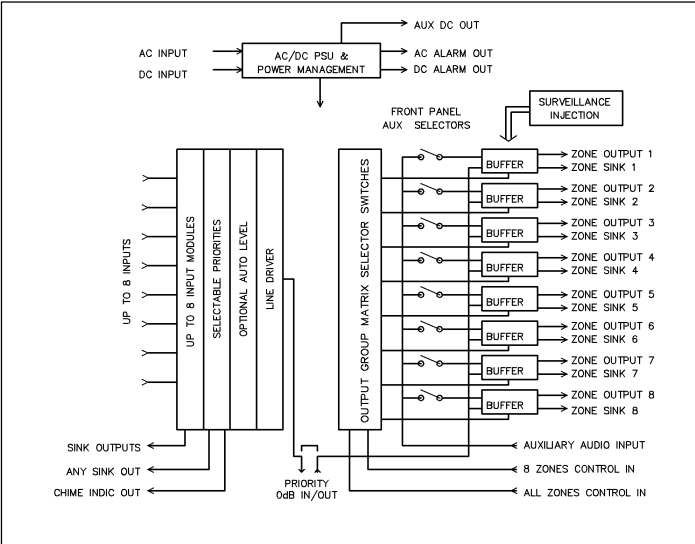 AUX DC OUT
AC INPUT
DC INPUT
AC/DC PSU &
POWER MANAGEMENT
AC ALARM OUT
DC ALARM OUT
FRONT PANEL
AUX SELECTORS
SURVEILLANCE
INJECTION
UP TO 8 INPUTS
UP TO 8 INPUT MODULES
SELECTABLE PRIORITIES
OPTIONAL AUTO LEVEL
LINE DRIVER
OUTPUT GROUP MATRIX SELECTOR SWITCHES
BUFFER
ZONE OUTPUT 1
ZONE SINK 1
BUFFER
ZONE OUTPUT 2
ZONE SINK 2
BUFFER
ZONE OUTPUT 3
ZONE SINK 3
BUFFER
ZONE OUTPUT 4
ZONE SINK 4
BUFFER
ZONE OUTPUT 5
ZONE SINK 5
BUFFER
ZONE OUTPUT 6
ZONE SINK 6
BUFFER
ZONE OUTPUT 7
ZONE SINK 7
BUFFER
ZONE OUTPUT 8
ZONE SINK 8
SINK OUTPUTS
ANY SINK OUT
CHIME INDIC OUT
PRIORITY
0dB IN/OUT
AUXILIARY AUDIO INPUT
8 ZONES CONTROL IN
ALL ZONES CONTROL IN